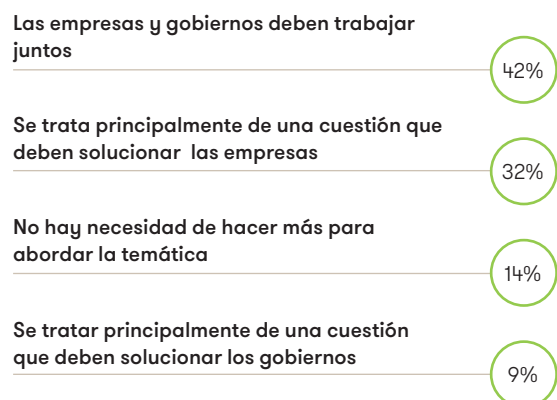 Las empresas y gobiernos deben trabajar
juntos
42%
Se trata principalmente de una cuestión que
deben solucionar las empresas
32%
No hay necesidad de hacer más para
abordar la temática
14%
Se tratar principalmente de una cuestión
que deben solucionar los gobiernos
9%